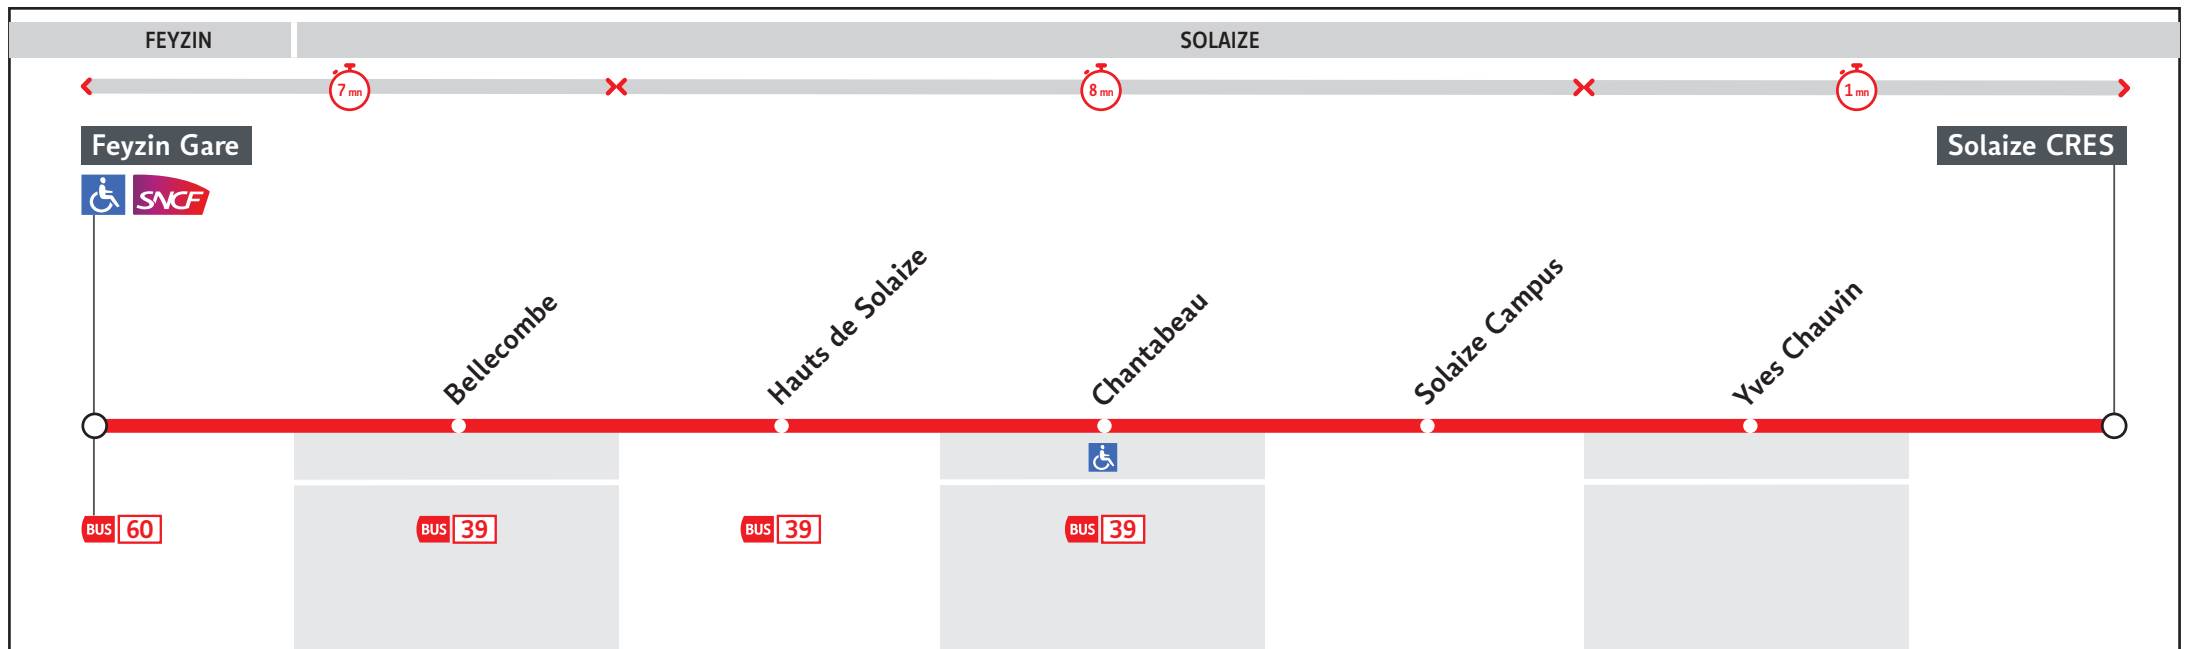 FEYZIN
SOLAIZE
7 mn
8 mn
1 mn
Feyzin Gare
Solaize CRES
SNCF
Bellecombe
Hauts de Solaize
Chantabeau
Solaize Campus
Yves Chauvin
BUS 60
BUS 39
BUS 39
BUS 39